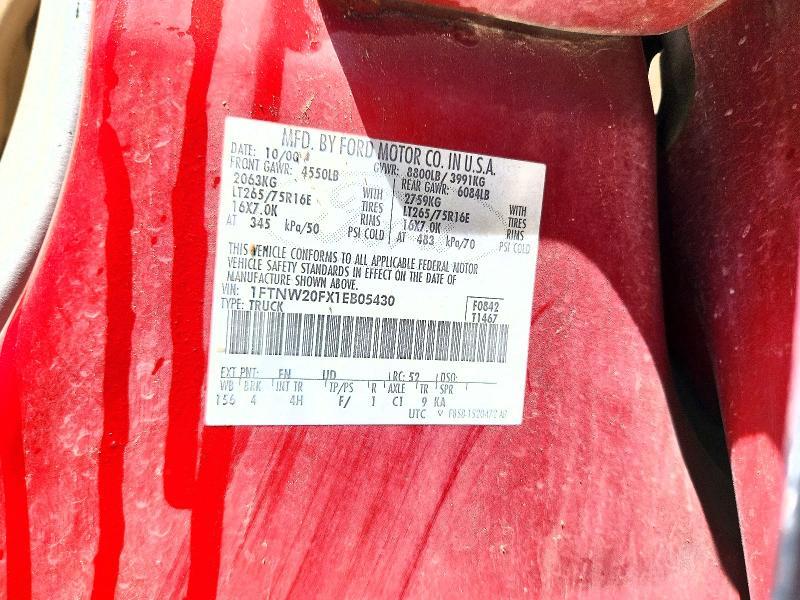 MFD. BY FORD MOTOR CO. IN U.S.A.
DATE: 10/00 GVWR: 8800LB/3991KG
FRONT GAWR: 4550LB REAR GAWR: 6084LB
2063KG WITH 2759KG WITH
LT265/75R16E TIRES LT265/75R16E TIRES
16X7.0K RIMS 16X7.0K RIMS
AT 345 kPa/50 PSI COLD AT 483 kPa/70 PSI COLD
THIS VEHICLE CONFORMS TO ALL APPLICABLE FEDERAL MOTOR
VEHICLE SAFETY STANDARDS IN EFFECT ON THE DATE OF
MANUFACTURE SHOWN ABOVE.
VIN: 1FTNW20FX1EB05430 F0842
TYPE: TRUCK T1467
EXT PNT: FN UD RC: 52 DSO:
WB BRK INT TR TP/PS R AXLE TR SPR
156 4 4H F/ 1 C1 9 KA
UTC